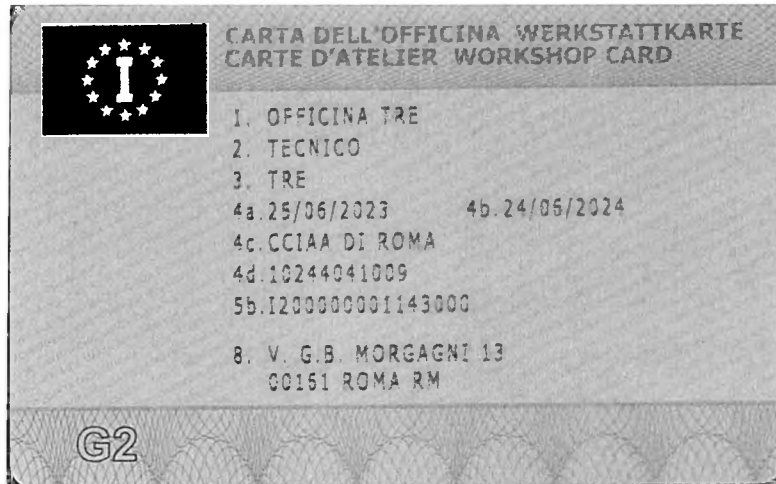 I
CARTA DELL'OFFICINA WERKSTATTKARTE
CARTE D'ATELIER WORKSHOP CARD
1. OFFICINA TRE
2. TECNICO
3. TRE
4a.25/06/2023 4b.24/06/2024
4c.CCIAA DI ROMA
4d.10244041009
5b.I200000001143000
8. V. G.B. MORGAGNI 13
00161 ROMA RM
G2